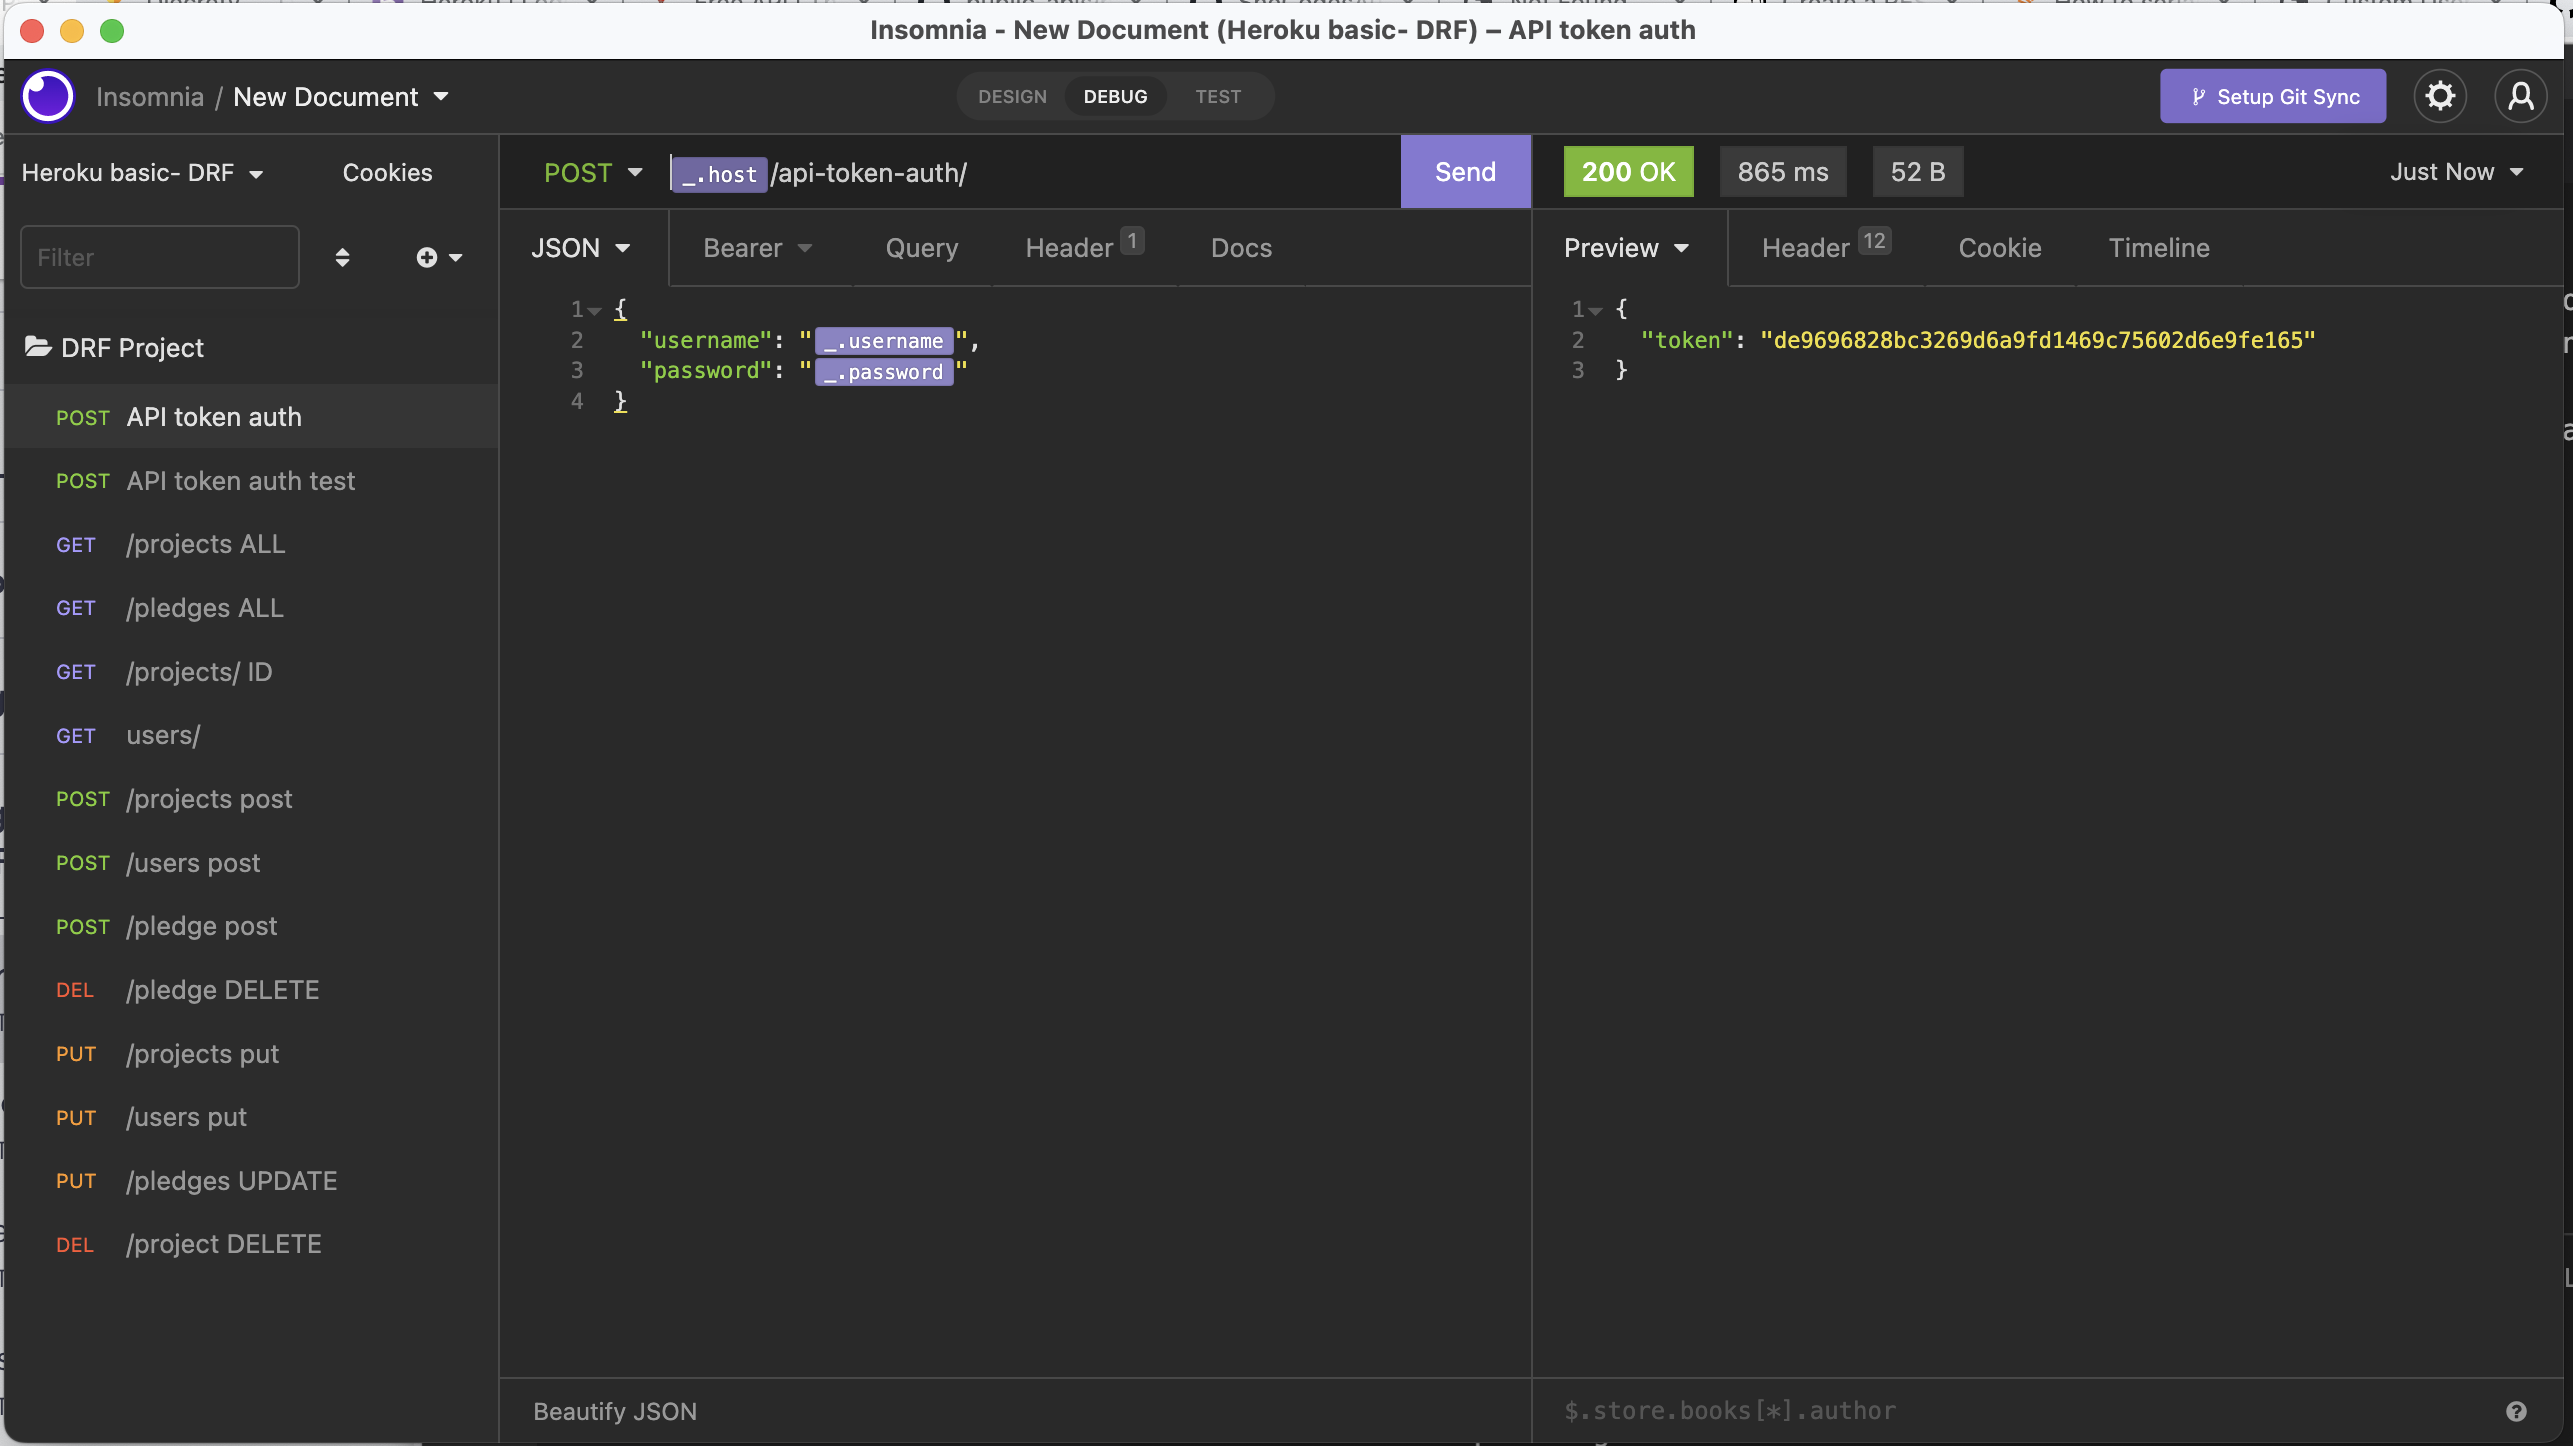 Insomnia - New Document (Heroku basic- DRF) – API token auth
Insomnia / New Document
DESIGN DEBUG TEST
Setup Git Sync
Heroku basic- DRF Cookies
POST _.host /api-token-auth/ Send
200 OK 865 ms 52 B Just Now
Filter
JSON Bearer Query Header 1 Docs
Preview Header 12 Cookie Timeline
DRF Project
POST API token auth
POST API token auth test
GET /projects ALL
GET /pledges ALL
GET /projects/ ID
GET users/
POST /projects post
POST /users post
POST /pledge post
DEL /pledge DELETE
PUT /projects put
PUT /users put
PUT /pledges UPDATE
DEL /project DELETE
1 {
2 "username": " _.username ",
3 "password": " _.password "
4 }
1 {
2 "token": "de9696828bc3269d6a9fd1469c75602d6e9fe165"
3 }
Beautify JSON
$.store.books[*].author